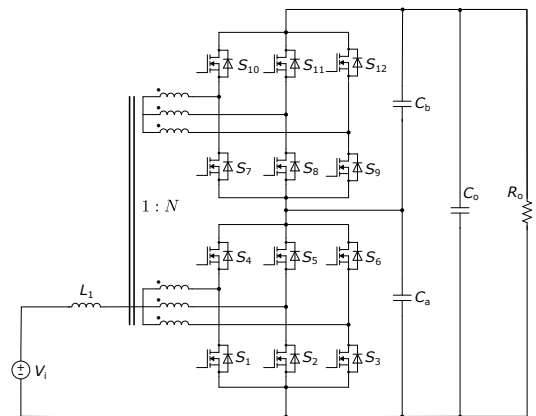 S10 S11 S12
S7 S8 S9
Cb
Co
Ro
1 : N
S4 S5 S6
L1
Ca
S1 S2 S3
Vi